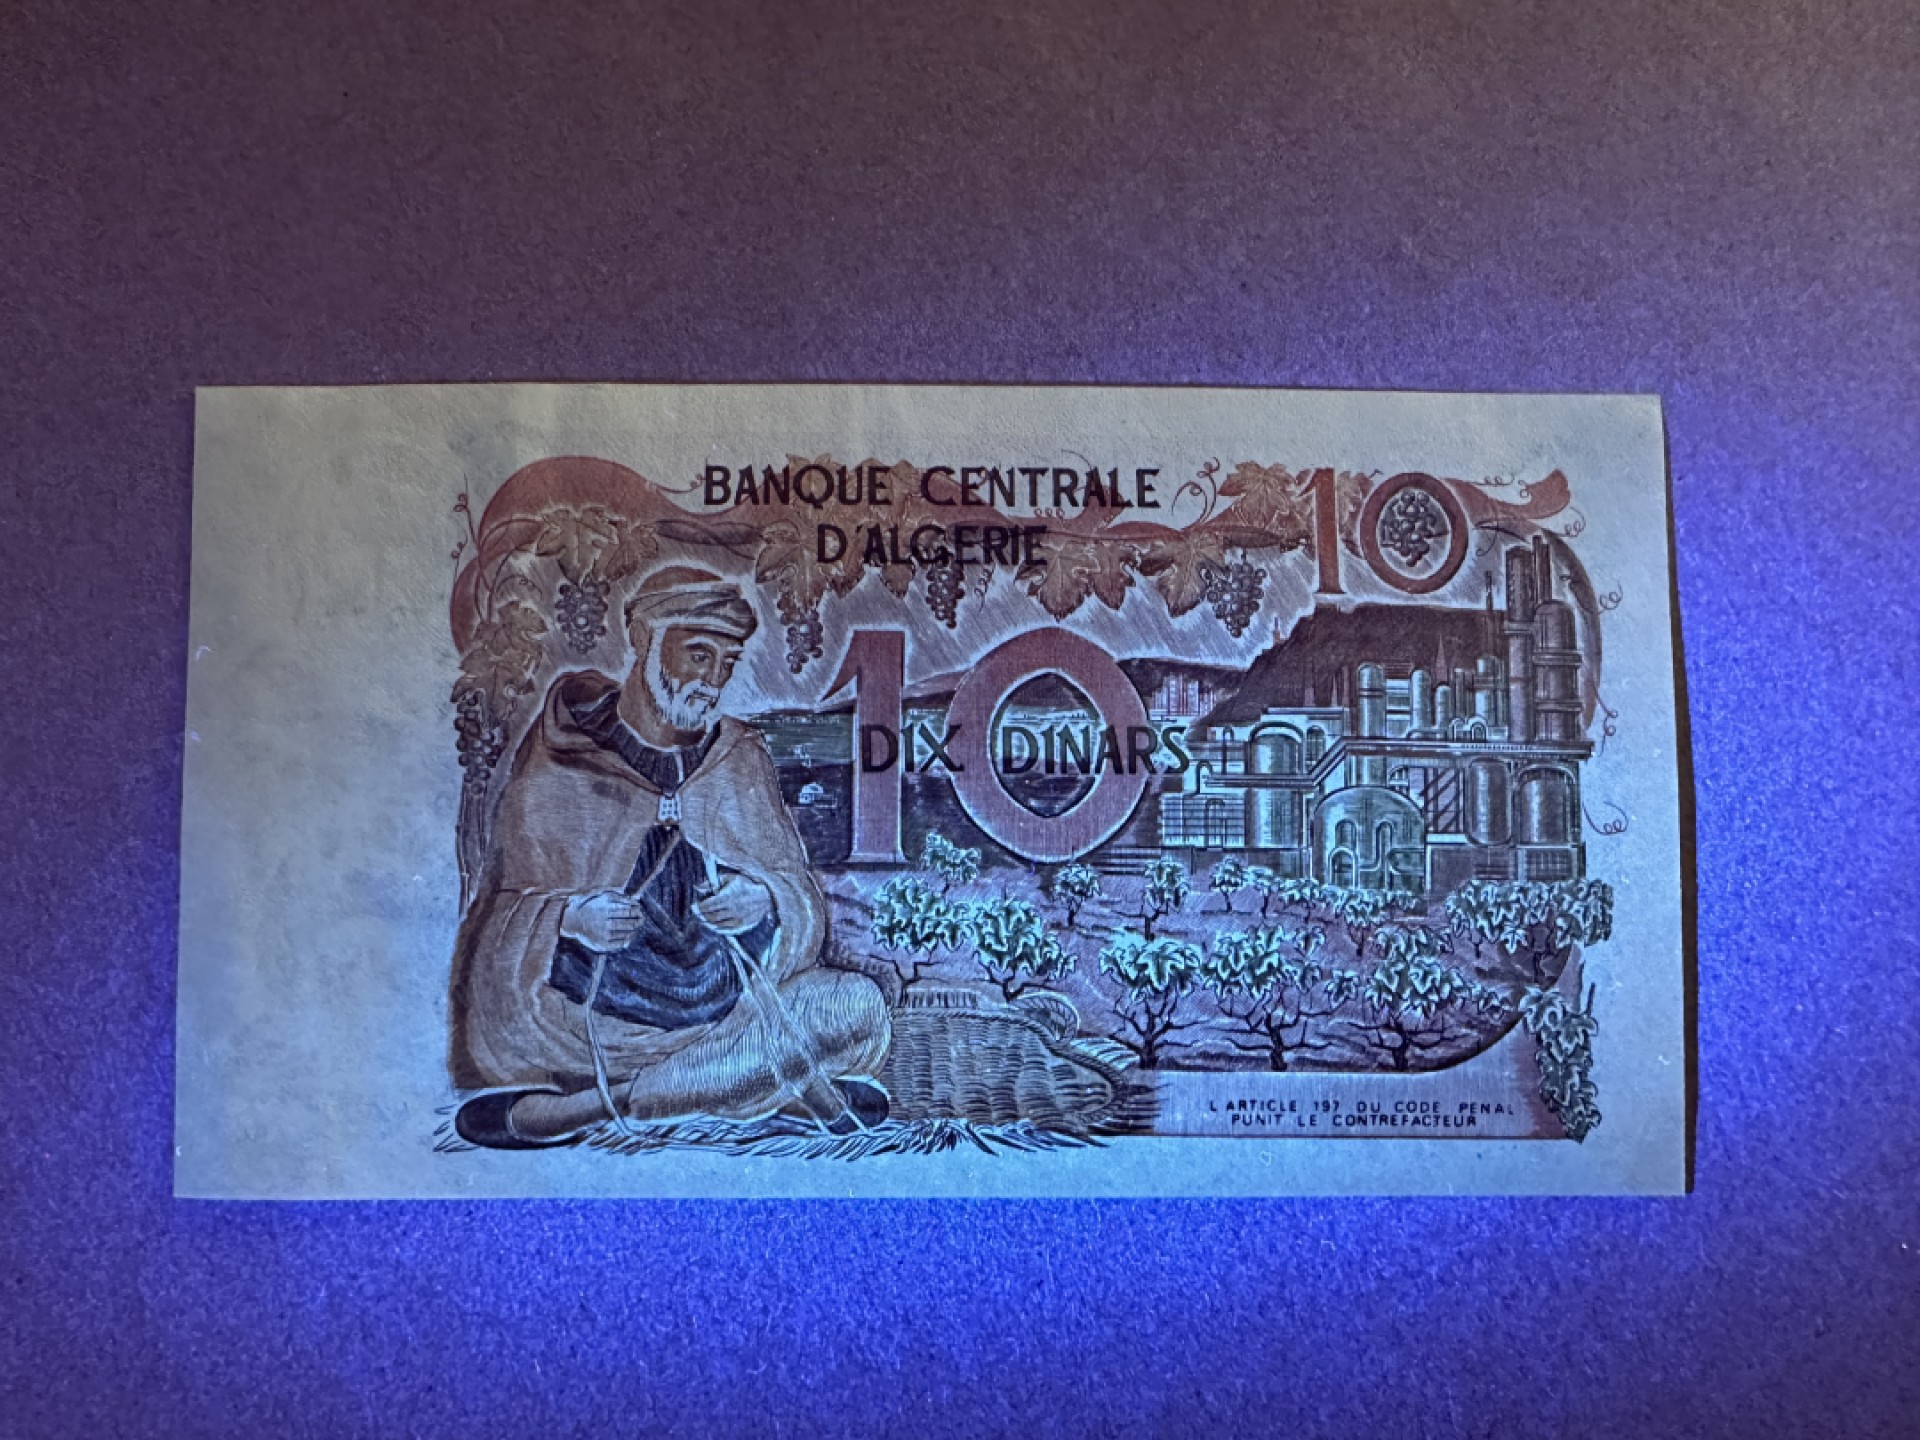 BANQUE CENTRALE
D'ALGERIE
10
10
DIX DINARS
L'ARTICLE 197 DU CODE PENAL
PUNIT LE CONTREFACTEUR